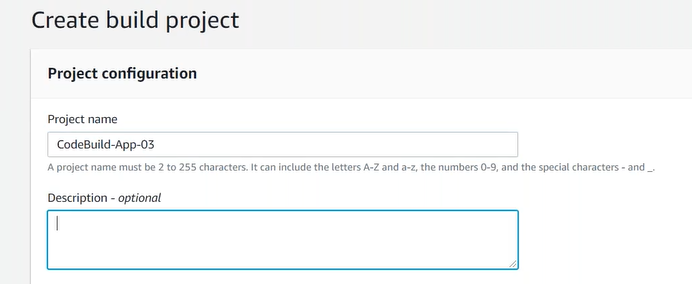 Create build project
Project configuration
Project name
CodeBuild-App-03
A project name must be 2 to 255 characters. It can include the letters A-Z and a-z, the numbers 0-9, and the special characters - and _.
Description - optional